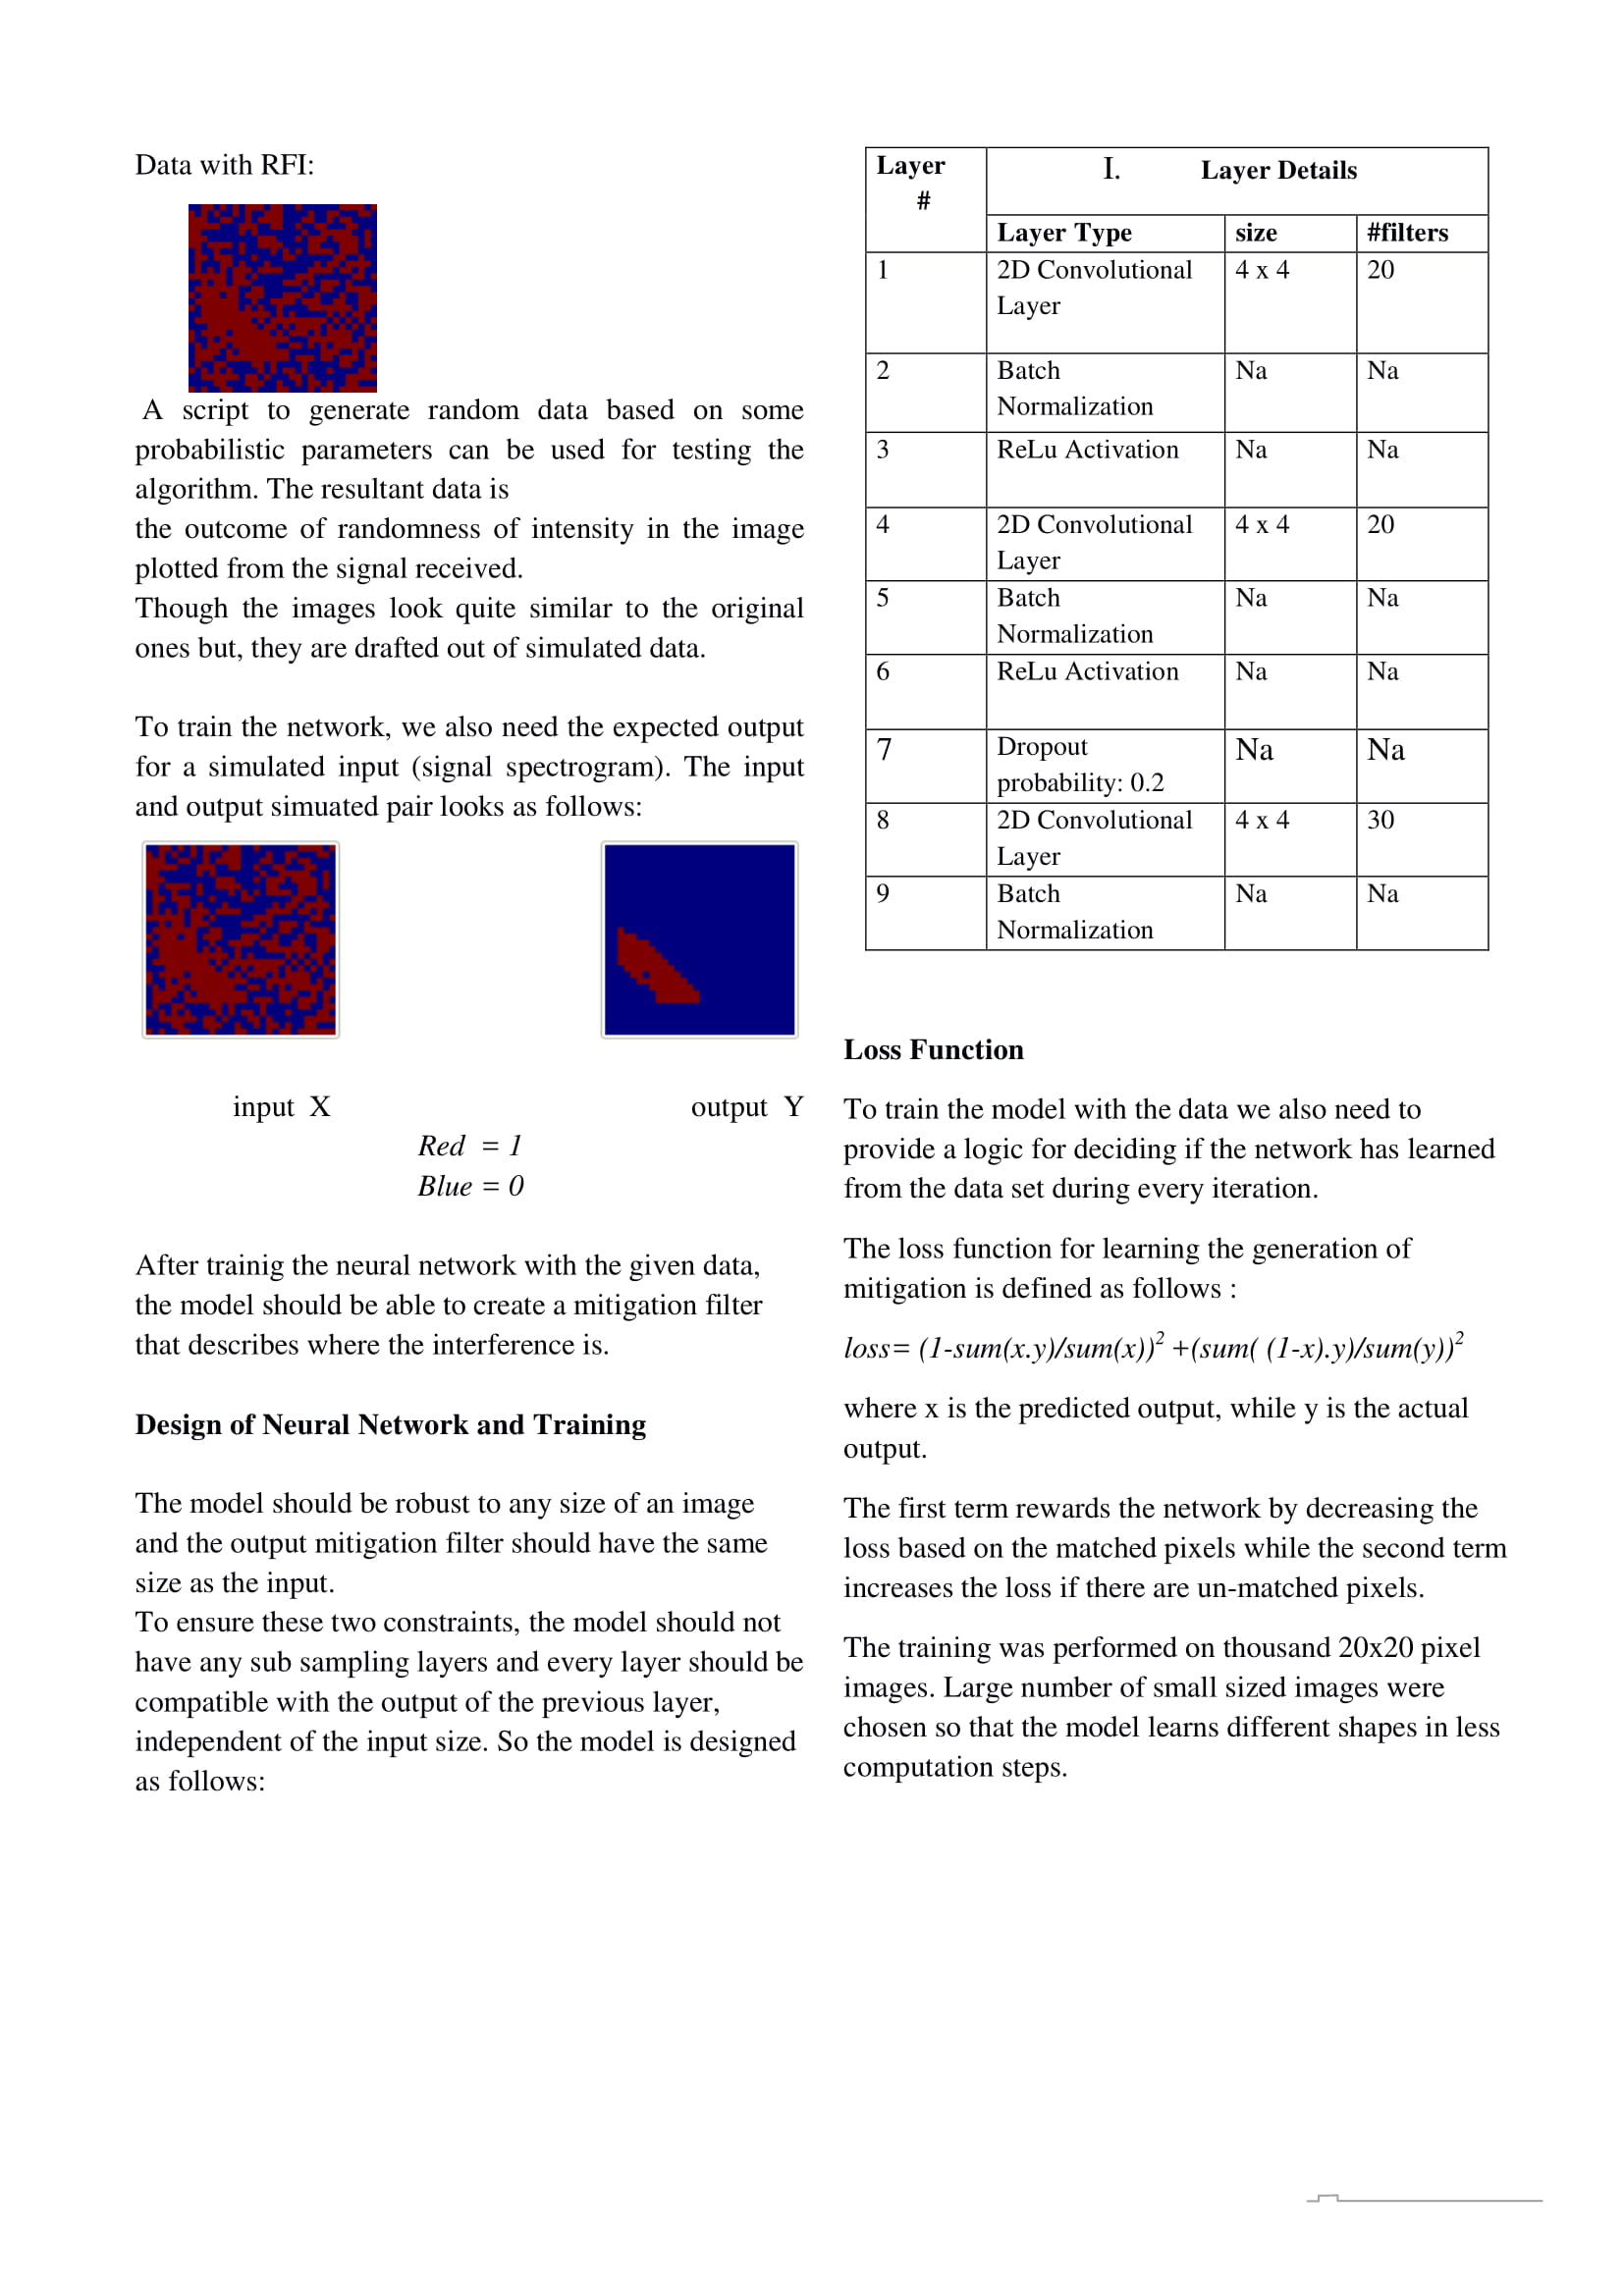 Data with RFI:
A script to generate random data based on some
probabilistic parameters can be used for testing the
algorithm. The resultant data is
the outcome of randomness of intensity in the image
plotted from the signal received.
Though the images look quite similar to the original
ones but, they are drafted out of simulated data.
To train the network, we also need the expected output
for a simulated input (signal spectrogram). The input
and output simuated pair looks as follows:
input X output Y
Red = 1
Blue = 0
After trainig the neural network with the given data,
the model should be able to create a mitigation filter
that describes where the interference is.
Design of Neural Network and Training
The model should be robust to any size of an image
and the output mitigation filter should have the same
size as the input.
To ensure these two constraints, the model should not
have any sub sampling layers and every layer should be
compatible with the output of the previous layer,
independent of the input size. So the model is designed
as follows:
Layer I. Layer Details
#
Layer Type size #filters
1 2D Convolutional 4 x 4 20
Layer
2 Batch Na Na
Normalization
3 ReLu Activation Na Na
4 2D Convolutional 4 x 4 20
Layer
5 Batch Na Na
Normalization
6 ReLu Activation Na Na
7 Dropout Na Na
probability: 0.2
8 2D Convolutional 4 x 4 30
Layer
9 Batch Na Na
Normalization
Loss Function
To train the model with the data we also need to
provide a logic for deciding if the network has learned
from the data set during every iteration.
The loss function for learning the generation of
mitigation is defined as follows :
loss= (1-sum(x.y)/sum(x))² +(sum( (1-x).y)/sum(y))²
where x is the predicted output, while y is the actual
output.
The first term rewards the network by decreasing the
loss based on the matched pixels while the second term
increases the loss if there are un-matched pixels.
The training was performed on thousand 20x20 pixel
images. Large number of small sized images were
chosen so that the model learns different shapes in less
computation steps.